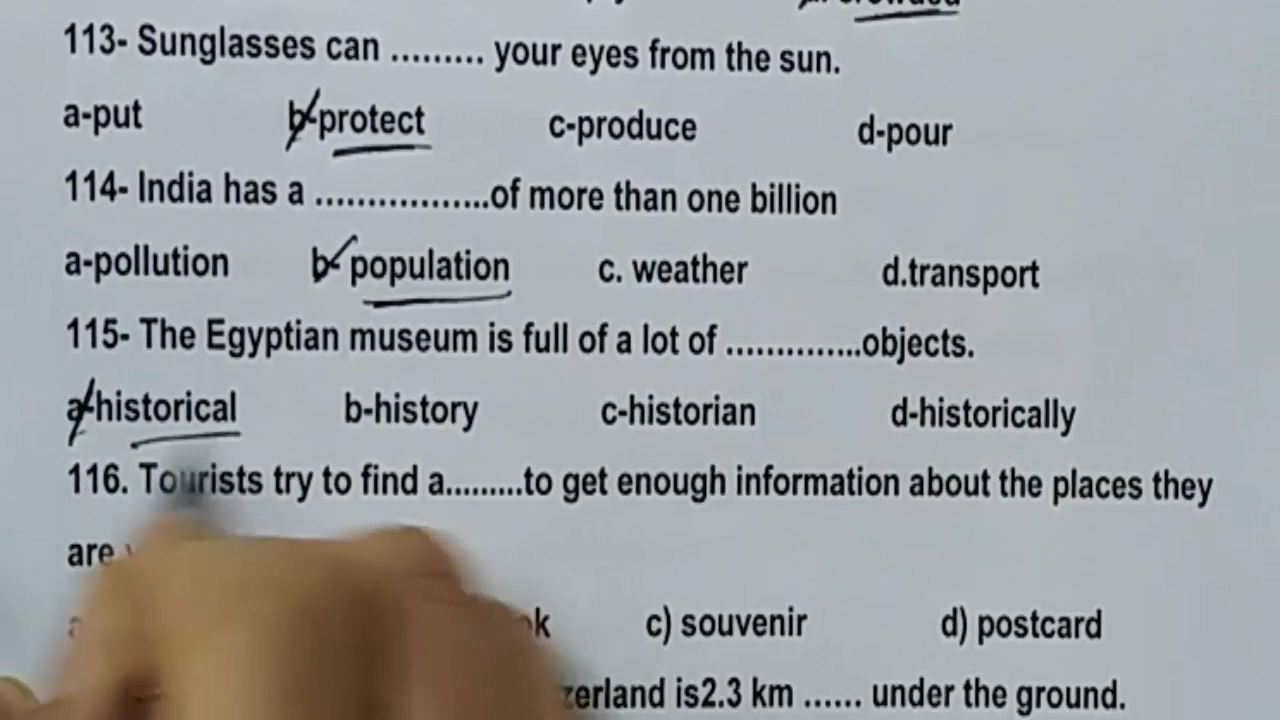 113- Sunglasses can ......... your eyes from the sun.
a-put b-protect c-produce d-pour
114- India has a .................of more than one billion
a-pollution b- population c. weather d.transport
115- The Egyptian museum is full of a lot of ..............objects.
a-historical b-history c-historian d-historically
116. Tourists try to find a.........to get enough information about the places they
are
c) souvenir d) postcard
is2.3 km ...... under the ground.